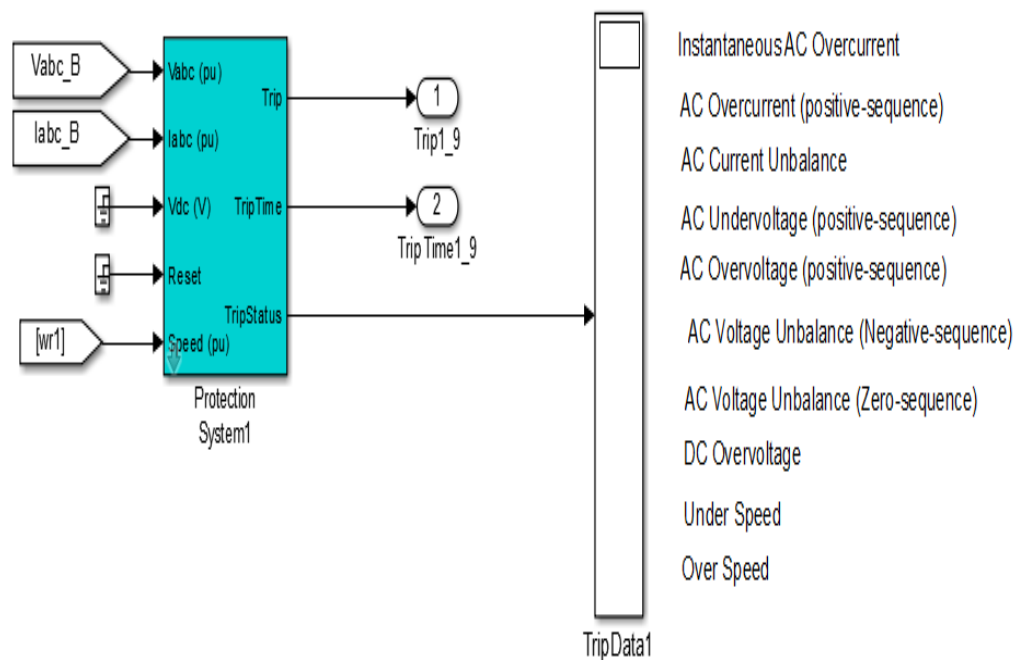 Vabc_B
Iabc_B
[wr1]
Vabc (pu)
Iabc (pu)
Vdc (V)
Reset
Speed (pu)
Trip
TripTime
TripStatus
Protection
System1
1
Trip1_9
2
Trip Time1_9
TripData1
Instantaneous AC Overcurrent
AC Overcurrent (positive-sequence)
AC Current Unbalance
AC Undervoltage (positive-sequence)
AC Overvoltage (positive-sequence)
AC Voltage Unbalance (Negative-sequence)
AC Voltage Unbalance (Zero-sequence)
DC Overvoltage
Under Speed
Over Speed